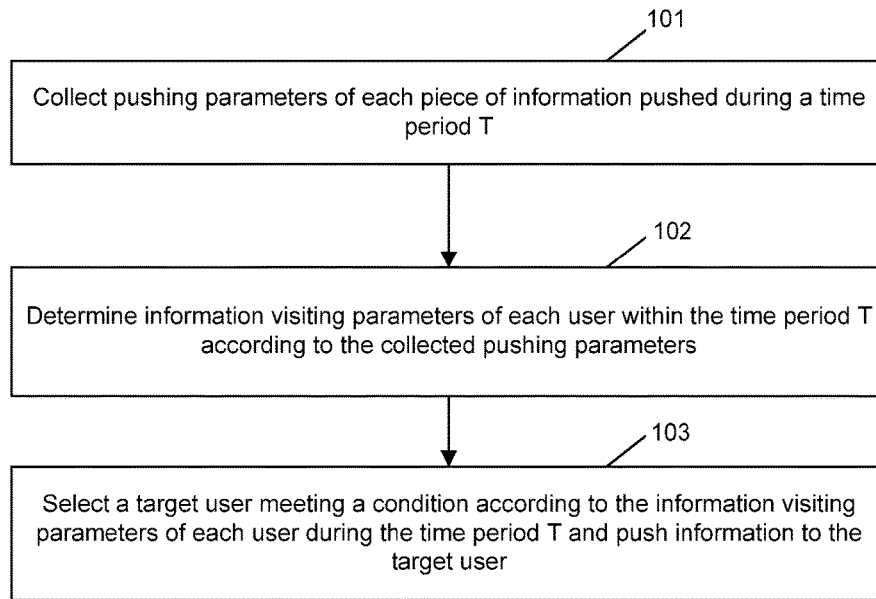 101
Collect pushing parameters of each piece of information pushed during a time
period T
102
Determine information visiting parameters of each user within the time period T
according to the collected pushing parameters
103
Select a target user meeting a condition according to the information visiting
parameters of each user during the time period T and push information to the
target user